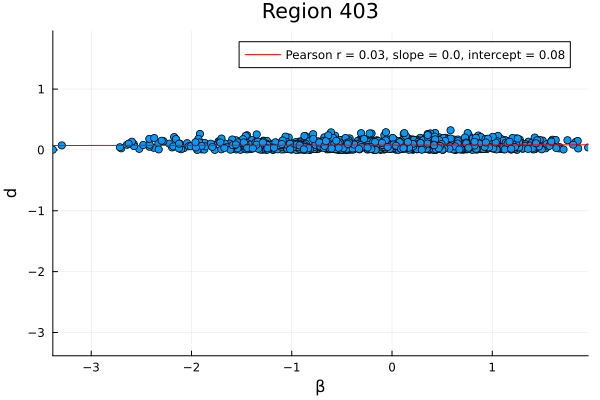 Region 403
Pearson r = 0.03, slope = 0.0, intercept = 0.08
d
1
0
−1
−2
−3
−3
−2
−1
0
1
β